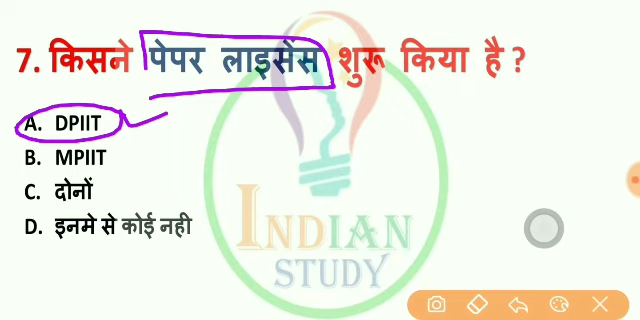 7. किसने पेपर लाइसेंस शुरू किया है ?
A. DPIIT
B. MPIIT
C. दोनों
D. इनमे से कोई नही
INDIAN
STUDY